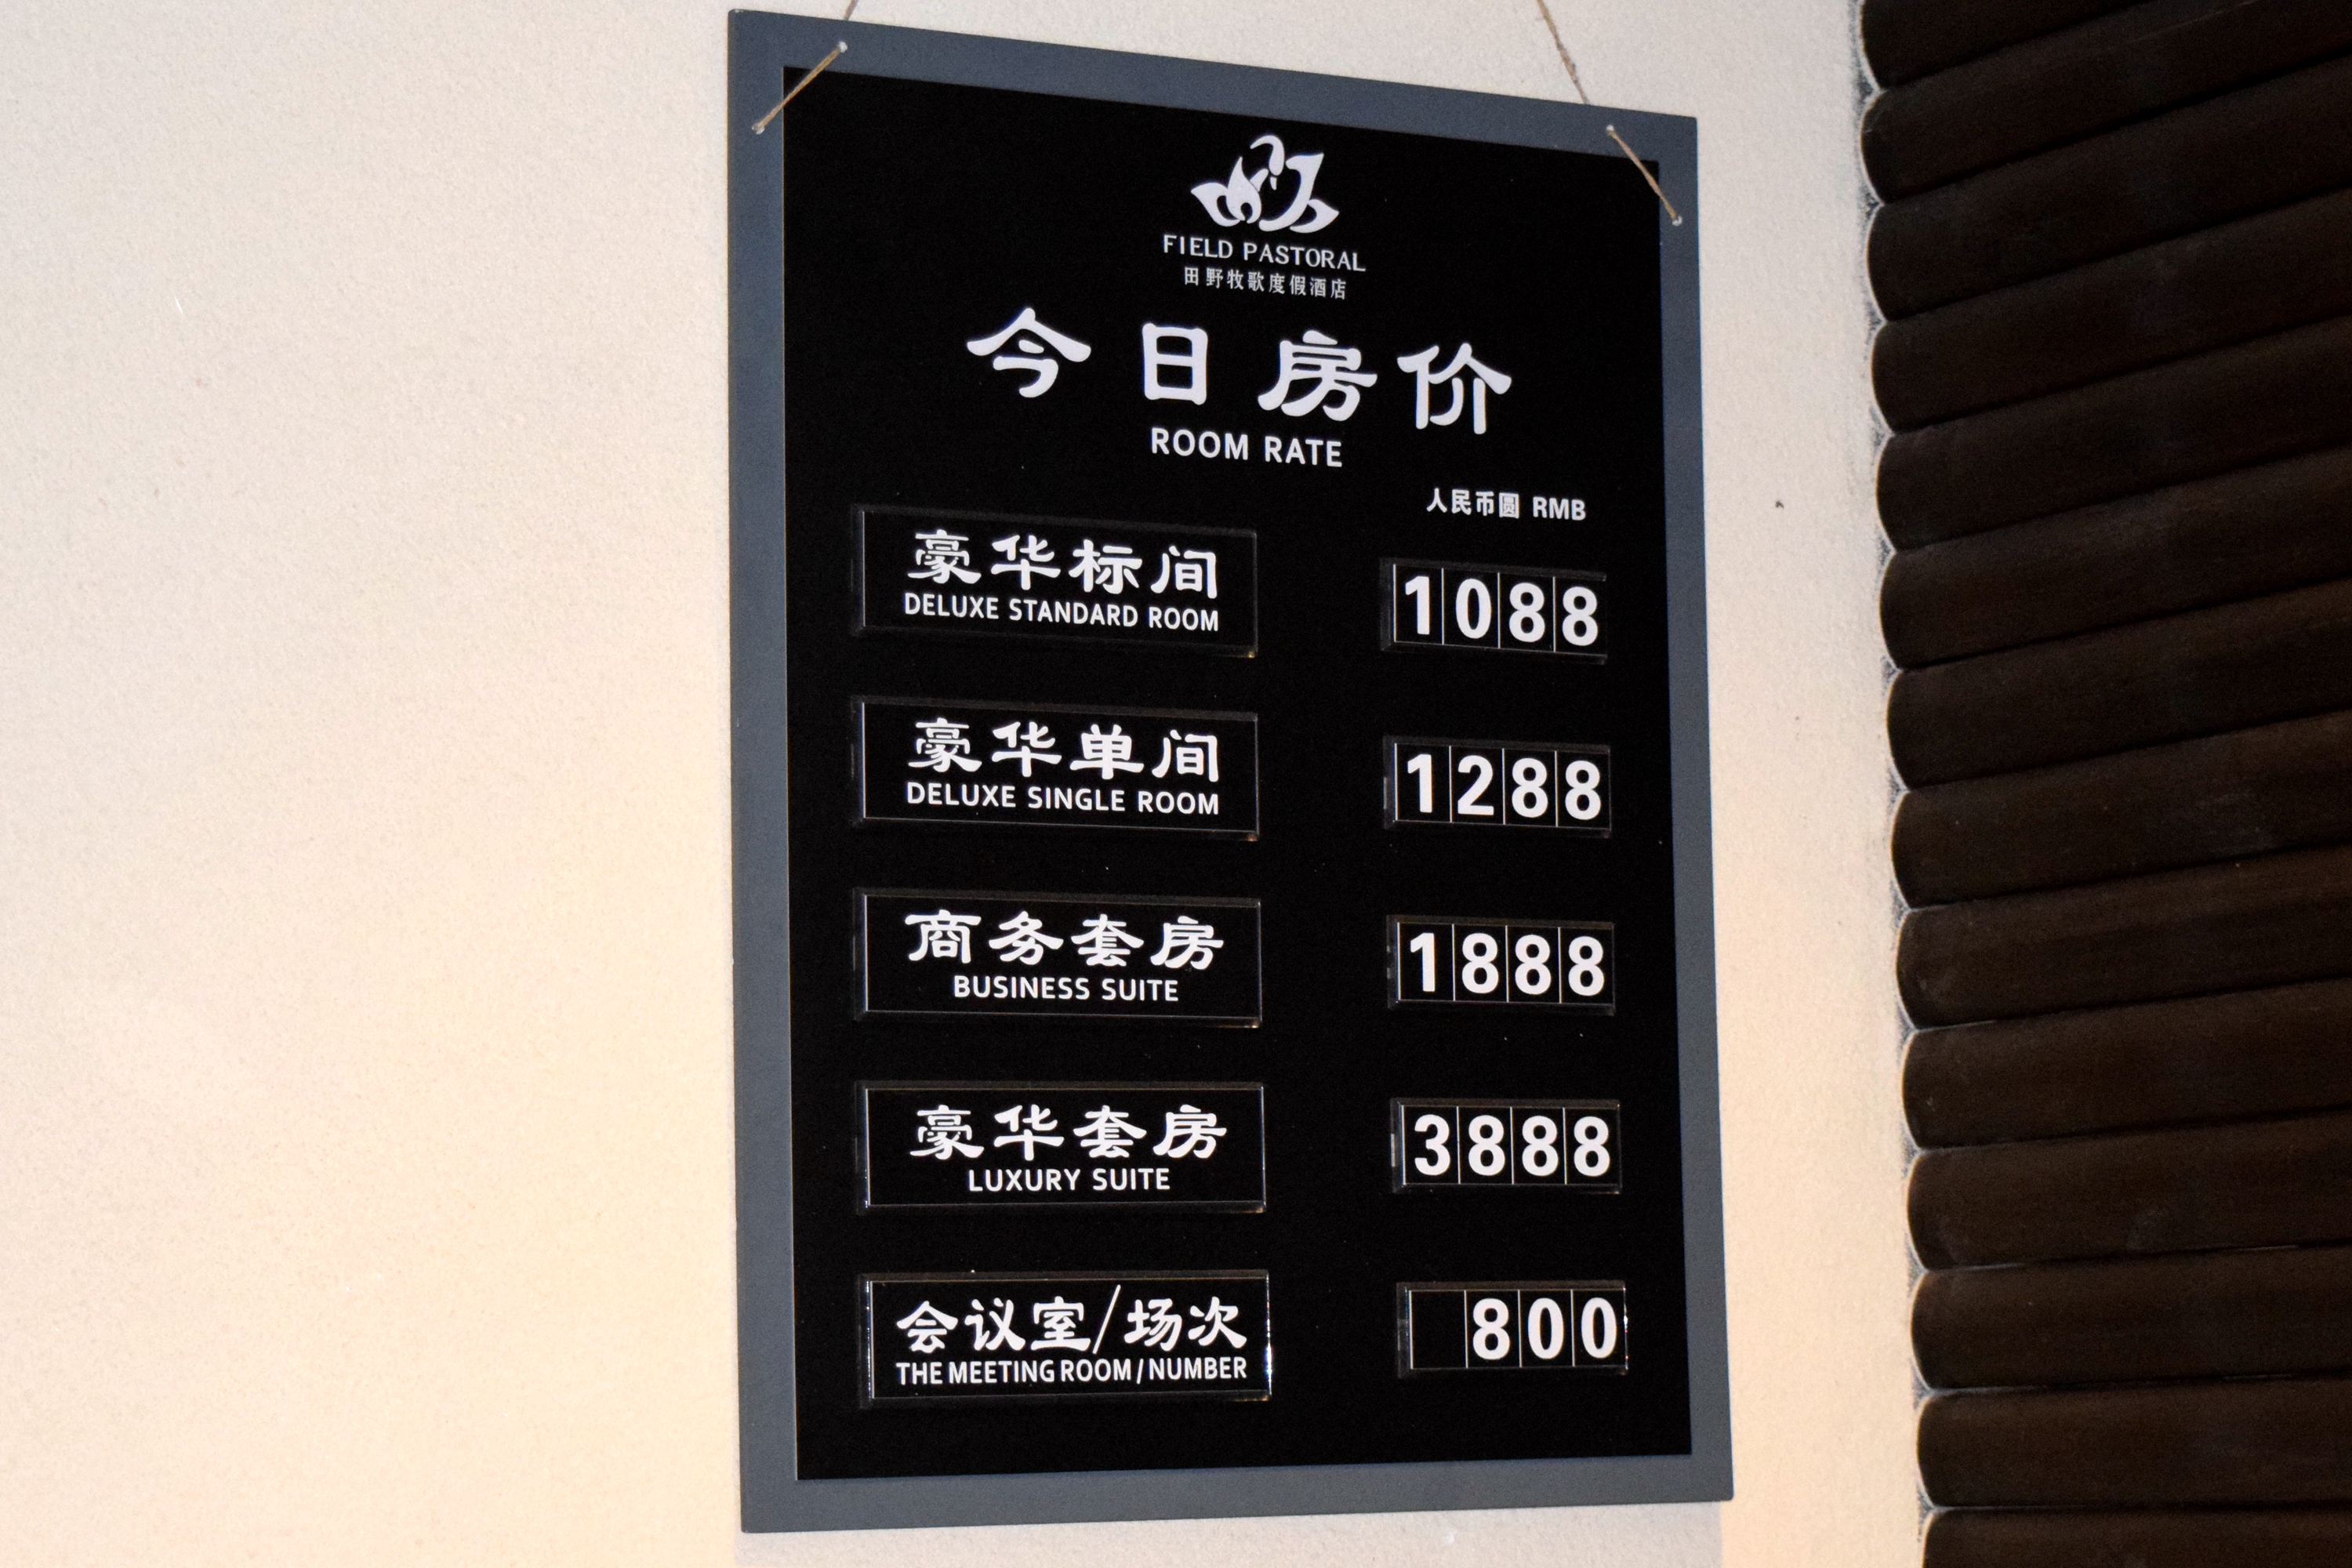 FIELD PASTORAL
田野牧歌度假酒店
今日房价
ROOM RATE
人民币圆 RMB
豪华标间
DELUXE STANDARD ROOM
1088
豪华单间
DELUXE SINGLE ROOM
1288
商务套房
BUSINESS SUITE
1888
豪华套房
LUXURY SUITE
3888
会议室/场次
THE MEETING ROOM/NUMBER
800